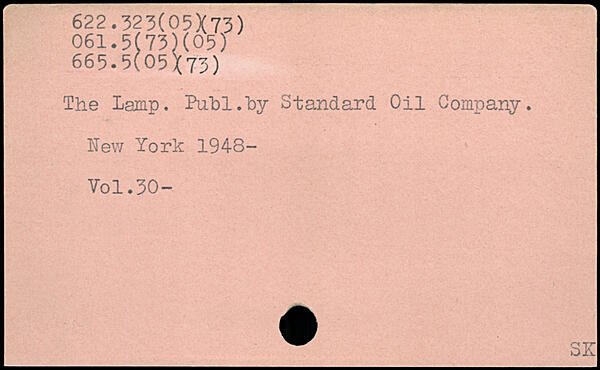 622.323(05)(73)
061.5(73)(05)
665.5(05)(73)
The Lamp. Publ.by Standard Oil Company.
New York 1948-
Vol.30-
SK